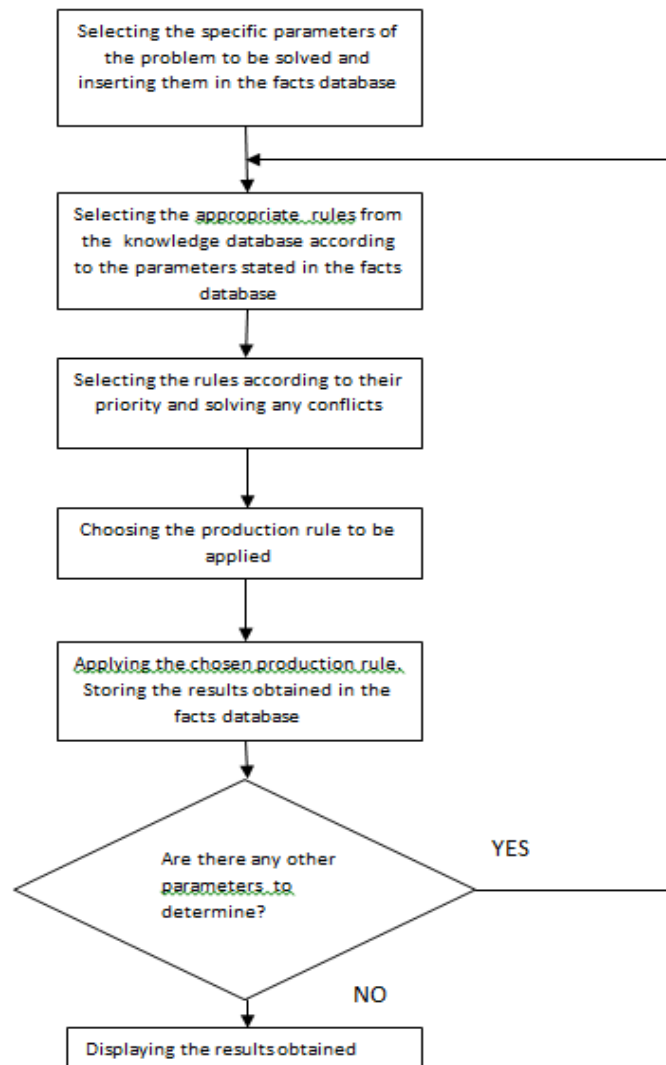 Selecting the specific parameters of
the problem to be solved and
inserting them in the facts database
Selecting the appropriate rules from
the knowledge database according
to the parameters stated in the facts
database
Selecting the rules according to their
priority and solving any conflicts
Choosing the production rule to be
applied
Applying the chosen production rule.
Storing the results obtained in the
facts database
Are there any other
parameters to
determine?
YES
NO
Displaying the results obtained